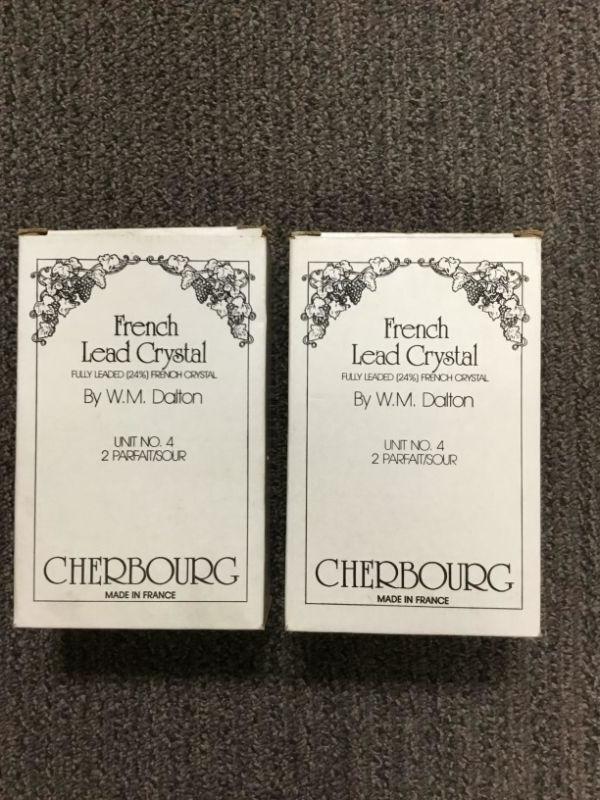 French
Lead Crystal
FULLY LEADED (24%) FRENCH CRYSTAL
By W.M. Dalton
UNIT NO. 4
2 PARFAIT/SOUR
CHERBOURG
MADE IN FRANCE
French
Lead Crystal
FULLY LEADED (24%) FRENCH CRYSTAL
By W.M. Dalton
UNIT NO. 4
2 PARFAIT/SOUR
CHERBOURG
MADE IN FRANCE